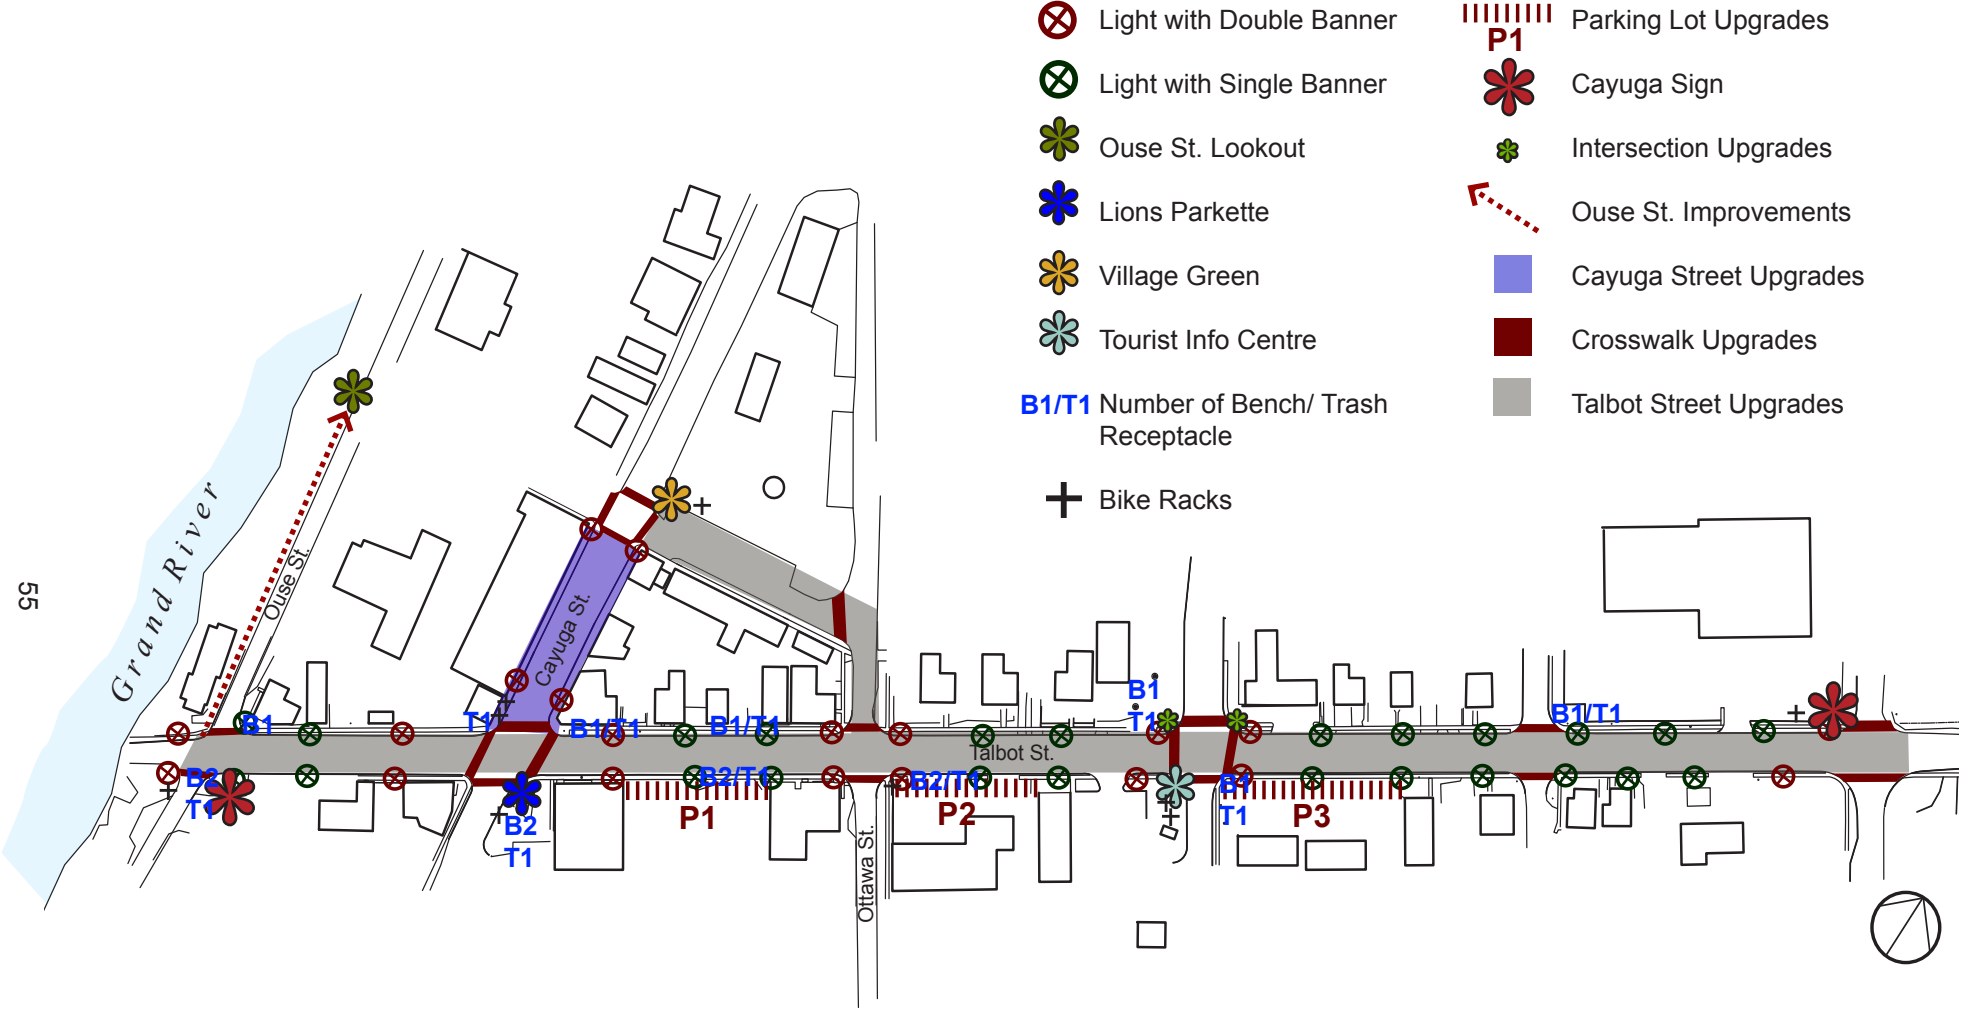 Light with Double Banner
Light with Single Banner
Ouse St. Lookout
Lions Parkette
Village Green
Tourist Info Centre
B1/T1 Number of Bench/ Trash
Receptacle
Bike Racks
P1
Parking Lot Upgrades
Cayuga Sign
Intersection Upgrades
Ouse St. Improvements
Cayuga Street Upgrades
Crosswalk Upgrades
Talbot Street Upgrades
55
Grand River
Ouse St.
Cayuga St.
B1
T1
B1/T1
B1/T1
B1
T1
B1/T1
Talbot St.
B2
T1
B2/T1
B2/T1
B1
T1
P1
P2
P3
B2
T1
Ottawa St.